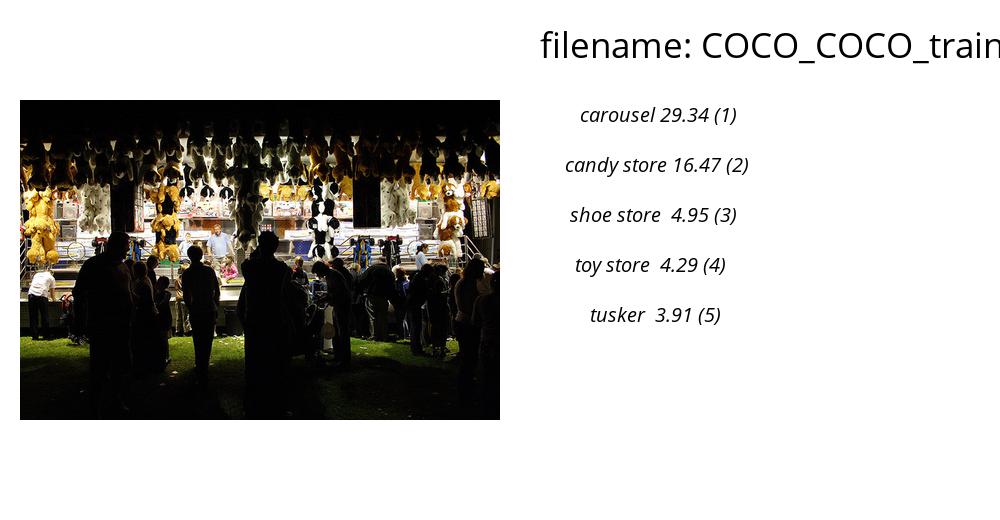 filename: COCO_COCO_train
carousel 29.34 (1)
candy store 16.47 (2)
shoe store 4.95 (3)
toy store 4.29 (4)
tusker 3.91 (5)